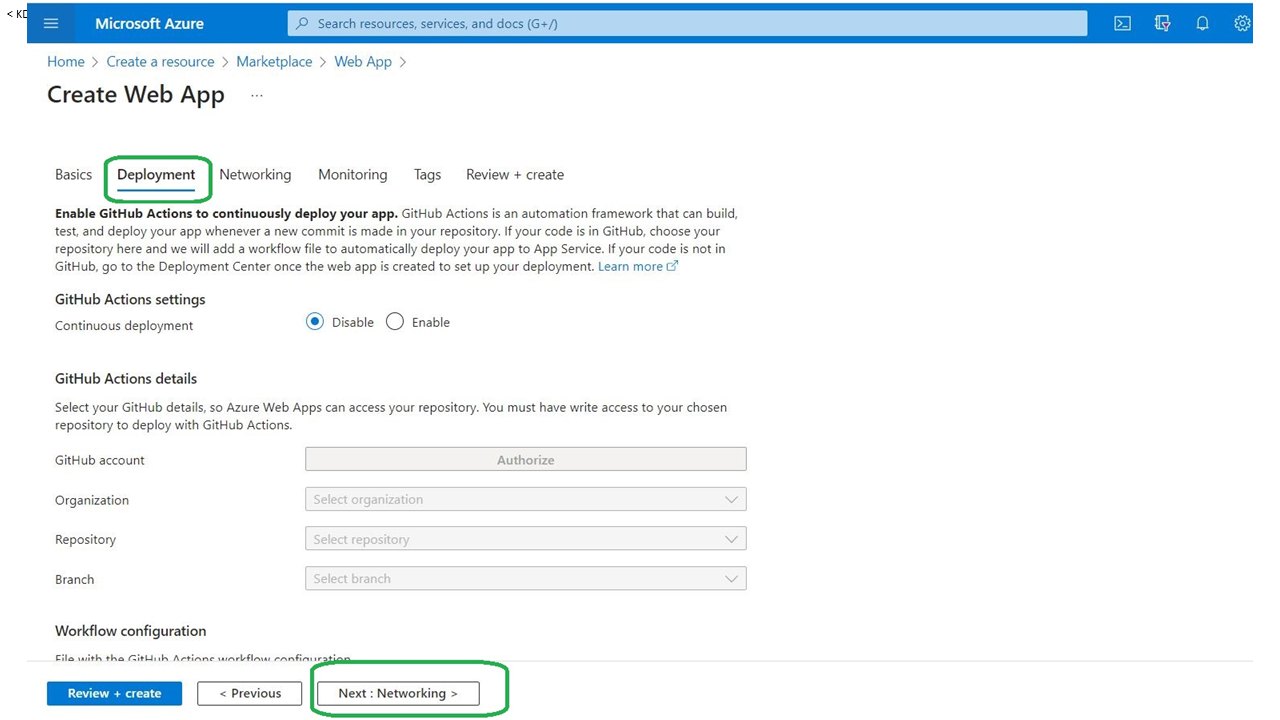 < KD
Microsoft Azure
Search resources, services, and docs (G+/)
Home > Create a resource > Marketplace > Web App >
Create Web App ...
Basics Deployment Networking Monitoring Tags Review + create
Enable GitHub Actions to continuously deploy your app. GitHub Actions is an automation framework that can build,
test, and deploy your app whenever a new commit is made in your repository. If your code is in GitHub, choose your
repository here and we will add a workflow file to automatically deploy your app to App Service. If your code is not in
GitHub, go to the Deployment Center once the web app is created to set up your deployment. Learn more
GitHub Actions settings
Continuous deployment Disable Enable
GitHub Actions details
Select your GitHub details, so Azure Web Apps can access your repository. You must have write access to your chosen
repository to deploy with GitHub Actions.
GitHub account Authorize
Organization Select organization
Repository Select repository
Branch Select branch
Workflow configuration
File with the GitHub Actions workflow configuration.
Review + create < Previous Next : Networking >